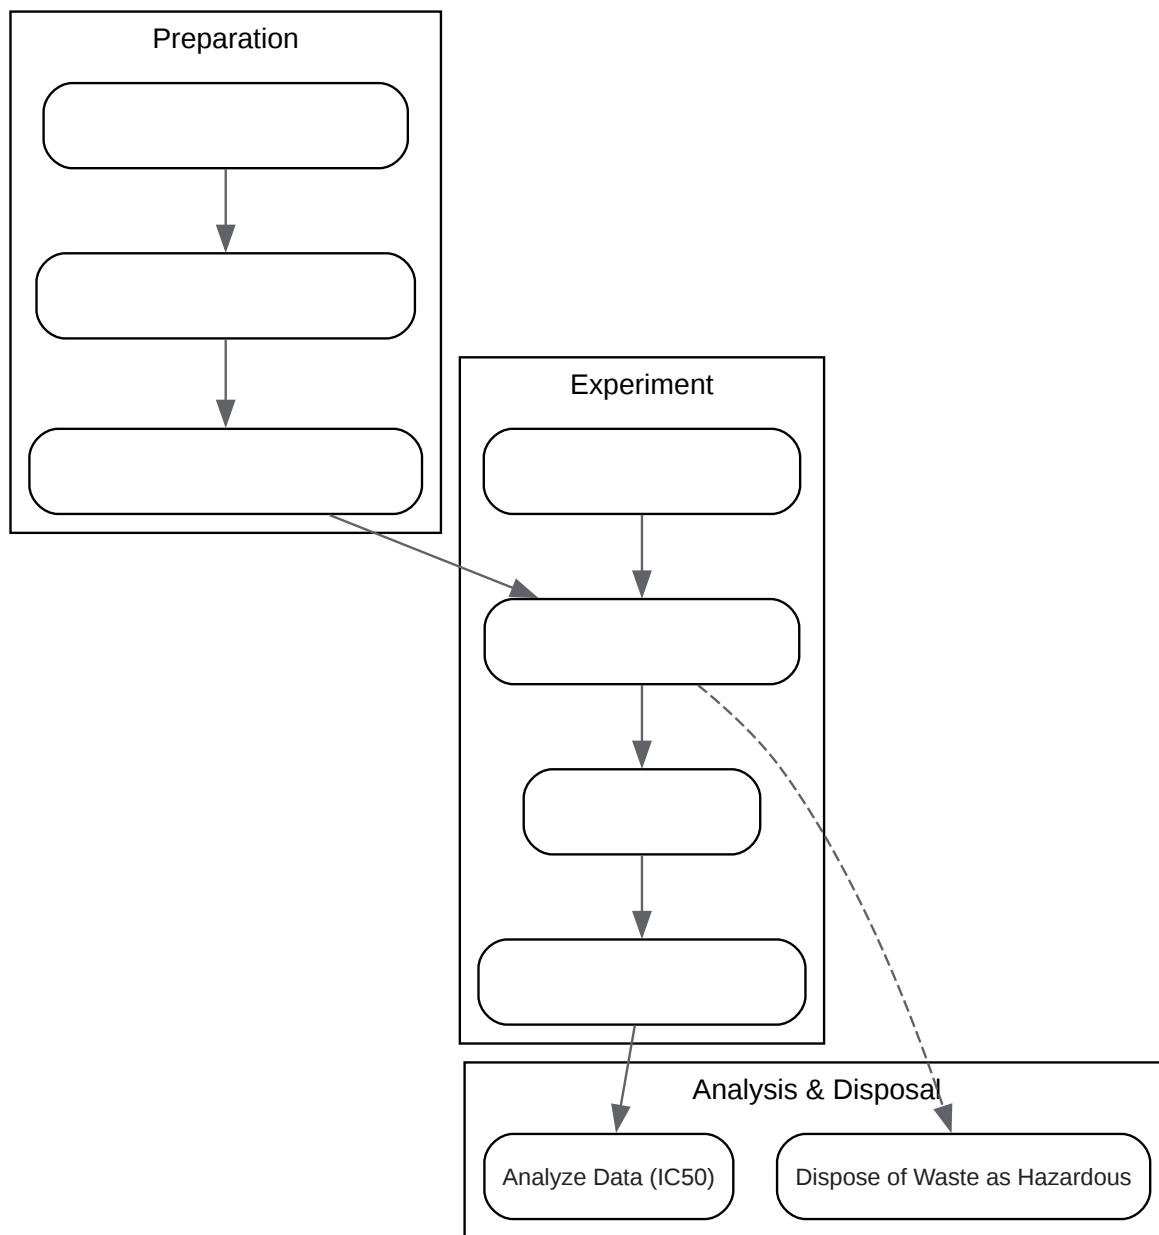 Preparation
Experiment
Analysis & Disposal
Analyze Data (IC50)
Dispose of Waste as Hazardous